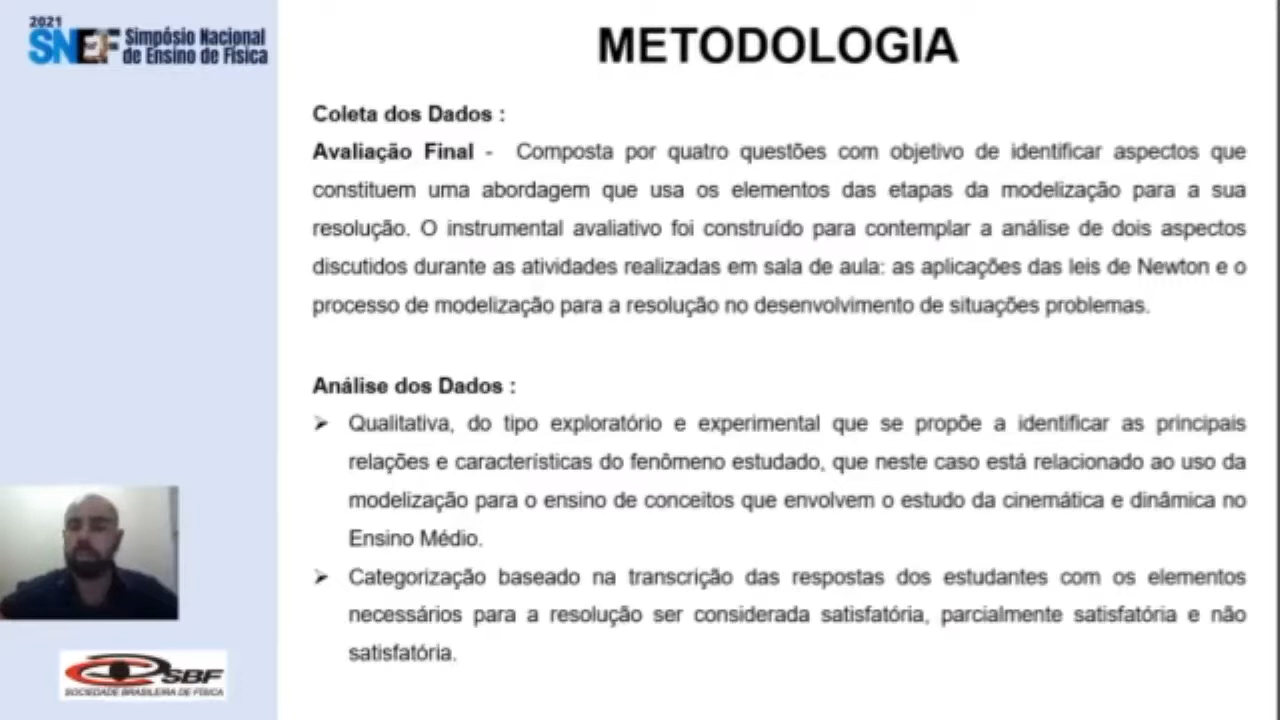 2021
SNEF Simpósio Nacional
de Ensino de Física
METODOLOGIA
Coleta dos Dados :
Avaliação Final - Composta por quatro questões com objetivo de identificar aspectos que
constituem uma abordagem que usa os elementos das etapas da modelização para a sua
resolução. O instrumental avaliativo foi construído para contemplar a análise de dois aspectos
discutidos durante as atividades realizadas em sala de aula: as aplicações das leis de Newton e o
processo de modelização para a resolução no desenvolvimento de situações problemas.
Análise dos Dados :
➢ Qualitativa, do tipo exploratório e experimental que se propõe a identificar as principais
relações e características do fenômeno estudado, que neste caso está relacionado ao uso da
modelização para o ensino de conceitos que envolvem o estudo da cinemática e dinâmica no
Ensino Médio.
➢ Categorização baseado na transcrição das respostas dos estudantes com os elementos
necessários para a resolução ser considerada satisfatória, parcialmente satisfatória e não
satisfatória.
SBF
SOCIEDADE BRASILEIRA DE FÍSICA